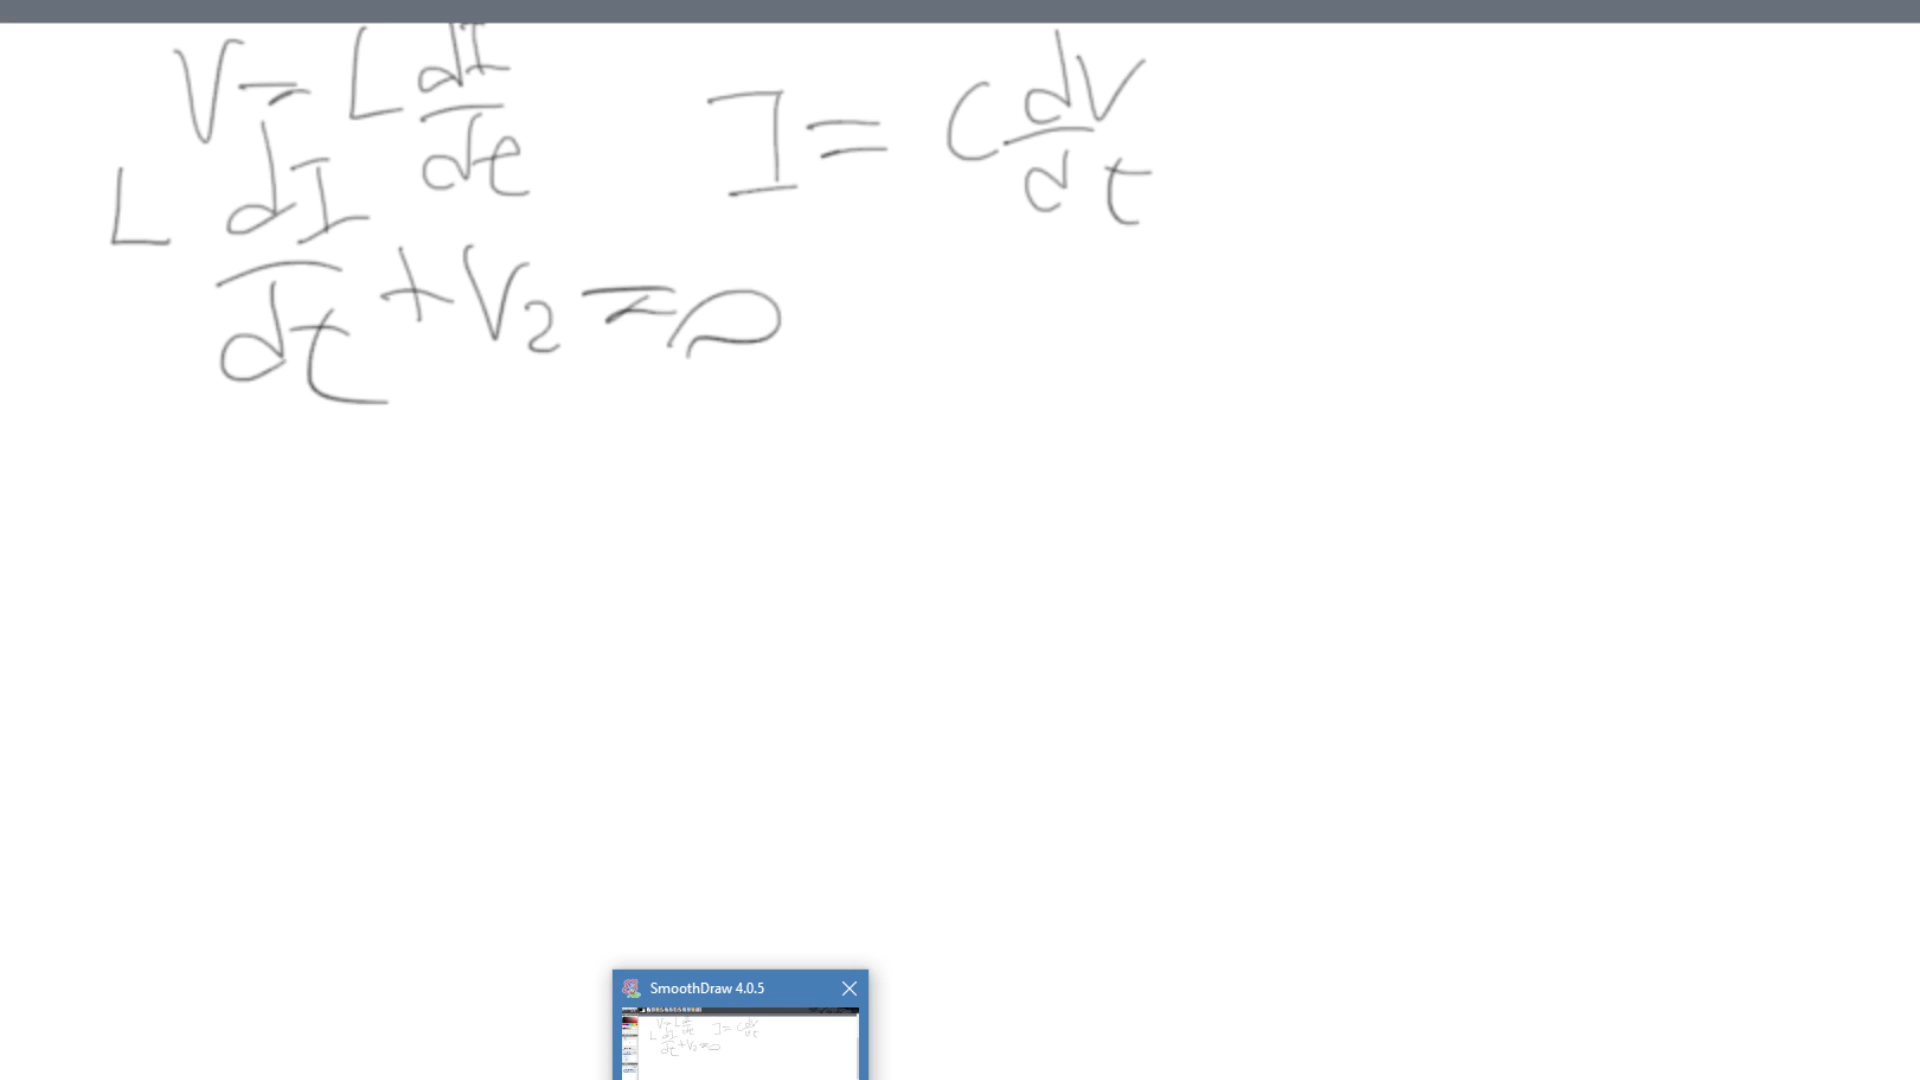 V = L dI/dt I = C dV/dt
L dI/dt + V2 = 0
SmoothDraw 4.0.5